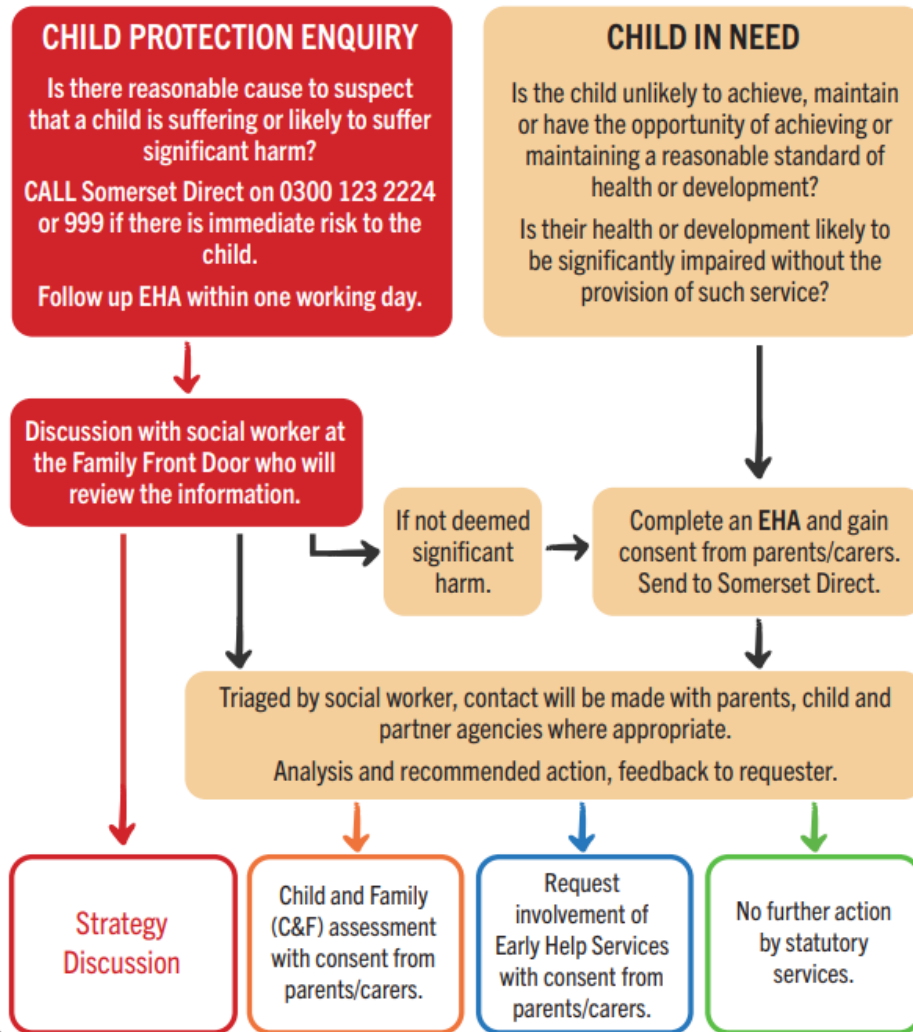 CHILD PROTECTION ENQUIRY
Is there reasonable cause to suspect
that a child is suffering or likely to suffer
significant harm?
CALL Somerset Direct on 0300 123 2224
or 999 if there is immediate risk to the
child.
Follow up EHA within one working day.
CHILD IN NEED
Is the child unlikely to achieve, maintain
or have the opportunity of achieving or
maintaining a reasonable standard of
health or development?
Is their health or development likely to
be significantly impaired without the
provision of such service?
Discussion with social worker at
the Family Front Door who will
review the information.
If not deemed
significant
harm.
Complete an EHA and gain
consent from parents/carers.
Send to Somerset Direct.
Triaged by social worker, contact will be made with parents, child and
partner agencies where appropriate.
Analysis and recommended action, feedback to requester.
Strategy
Discussion
Child and Family
(C&F) assessment
with consent from
parents/carers.
Request
involvement of
Early Help Services
with consent from
parents/carers.
No further action
by statutory
services.